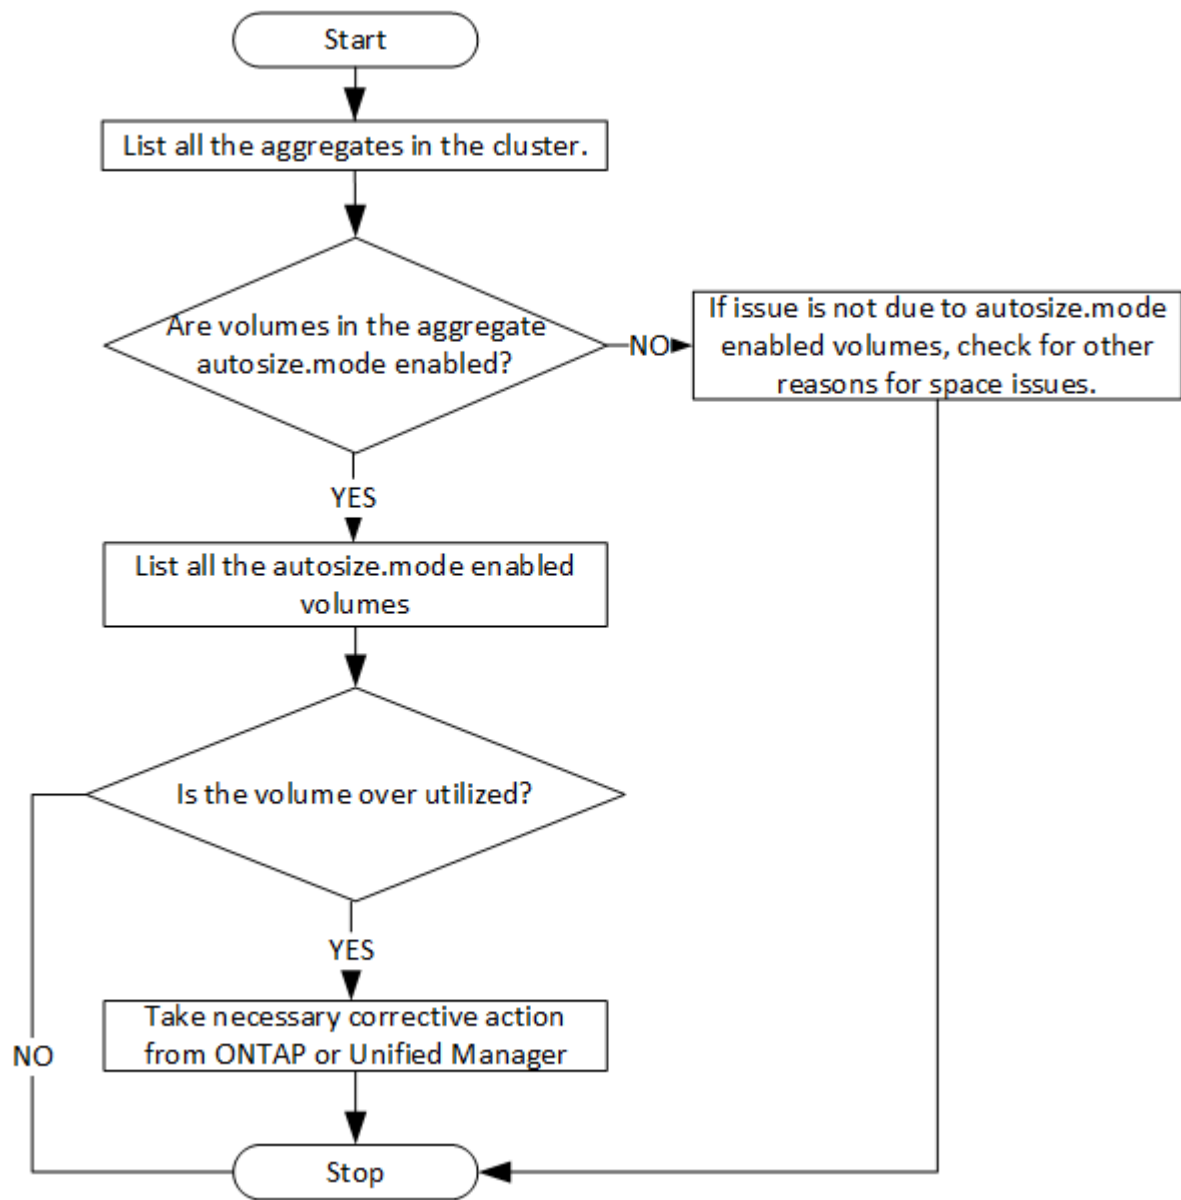 Start
List all the aggregates in the cluster.
Are volumes in the aggregate
autosize.mode enabled?
NO
If issue is not due to autosize.mode
enabled volumes, check for other
reasons for space issues.
YES
List all the autosize.mode enabled
volumes
Is the volume over utilized?
YES
Take necessary corrective action
from ONTAP or Unified Manager
NO
Stop